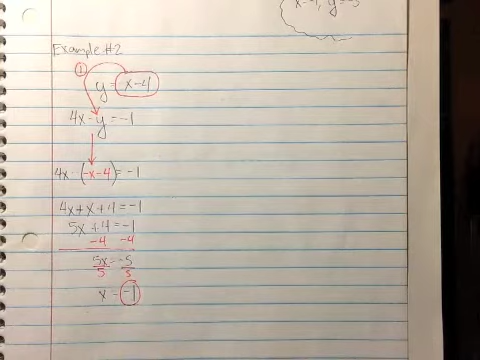 x=-1, y=-3
Example #2
①
y = -x-4
4x-y = -1
4x - (-x-4) = -1
4x+x+4 = -1
5x+4 = -1
-4 -4
5x = -5
5 5
x = -1